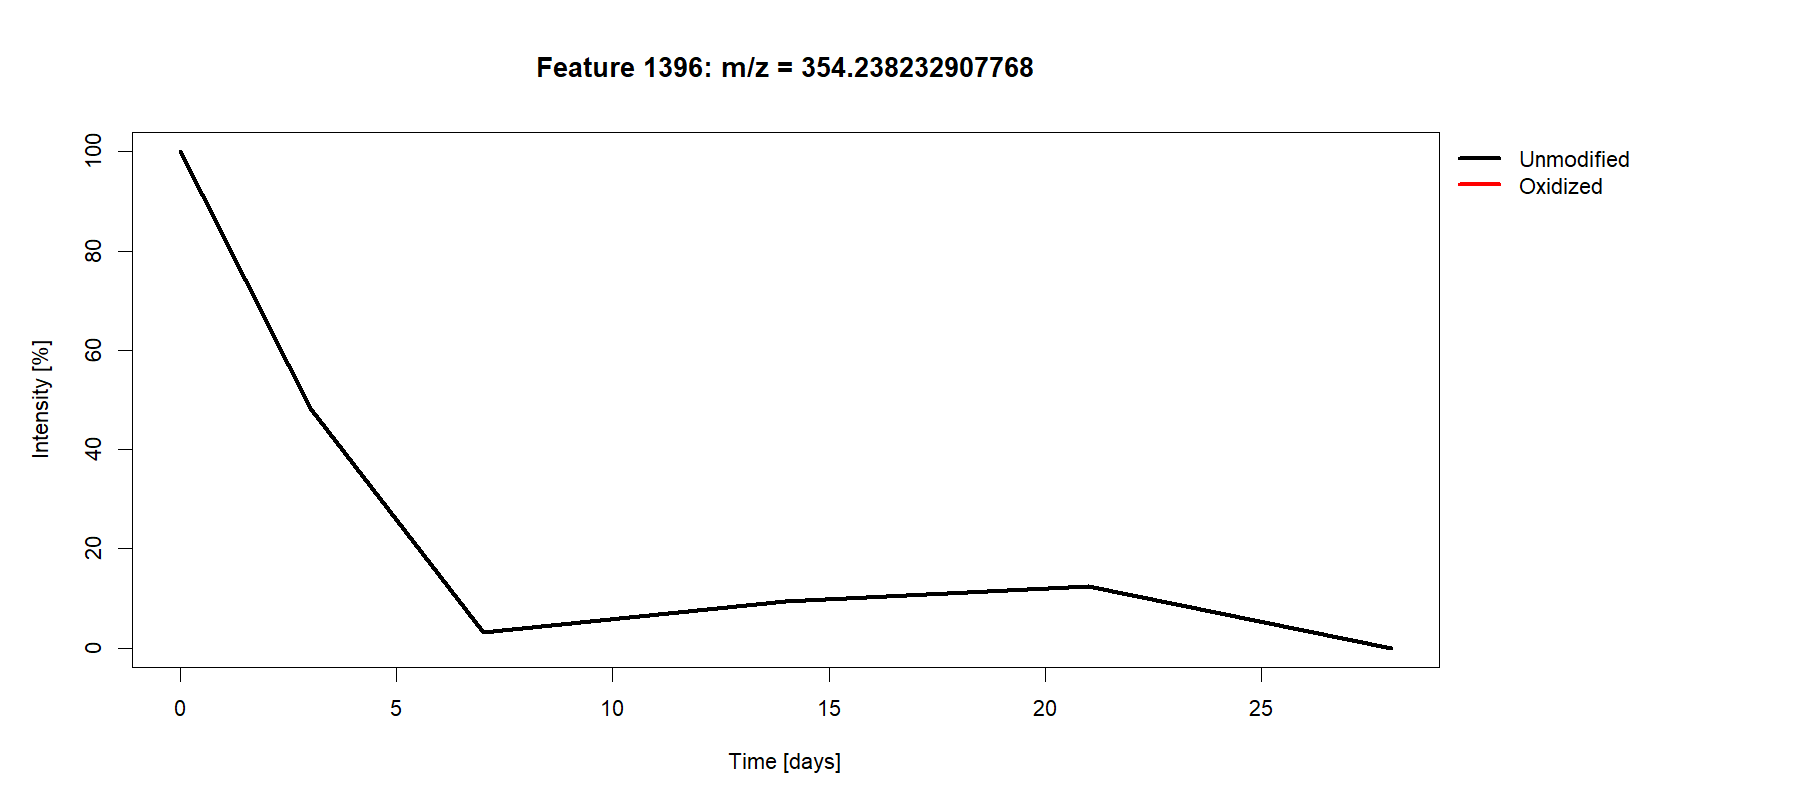 Feature 1396: m/z = 354.238232907768
Unmodified
Oxidized
Intensity [%]
100
80
60
40
20
0
0 5 10 15 20 25
Time [days]